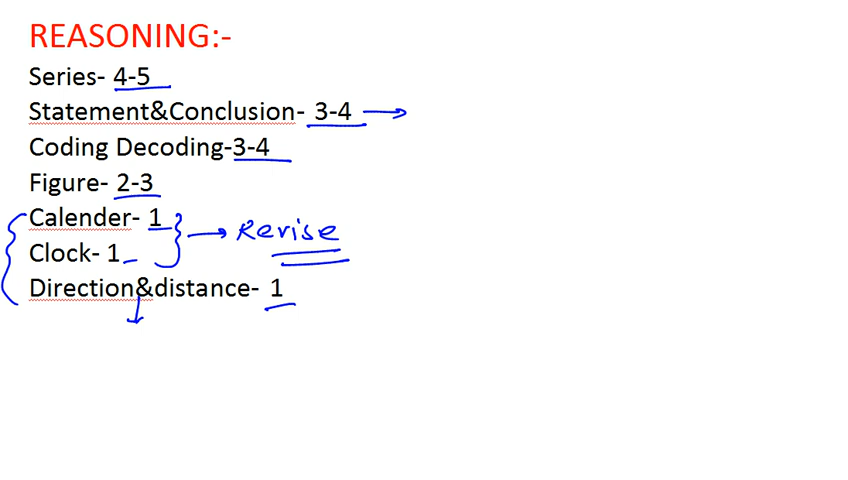 REASONING:-
Series- 4-5
Statement&Conclusion- 3-4
Coding Decoding-3-4
Figure- 2-3
Calender- 1
Revise
Clock- 1
Direction&distance- 1